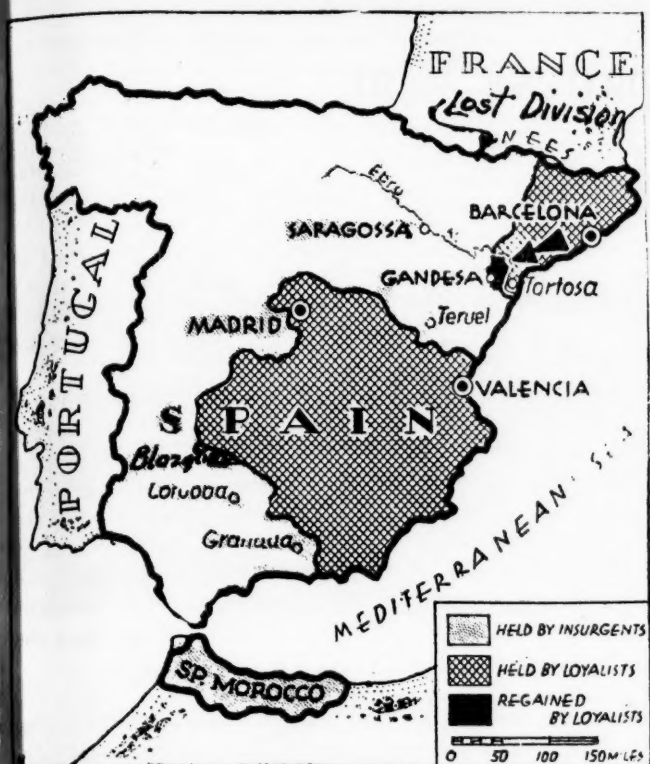 FRANCE
Lost Division
NEES
Ebro
BARCELONA
SARAGOSSA
GANDESA
Tortosa
MADRID
Teruel
VALENCIA
PORTUGAL
SPAIN
Granada
MEDITERRANEAN
SP. MOROCCO
HELD BY INSURGENTS
HELD BY LOYALISTS
REGAINED
BY LOYALISTS
0 50 100 150 MILES